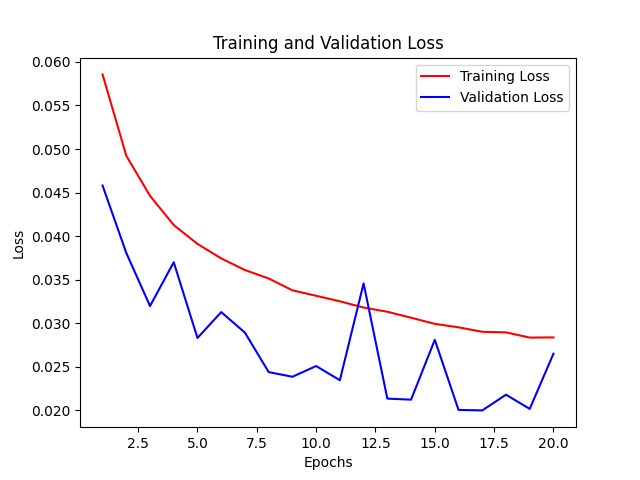 Training and Validation Loss
0.060
0.055
0.050
0.045
0.040
0.035
0.030
0.025
0.020
Loss
Training Loss
Validation Loss
2.5 5.0 7.5 10.0 12.5 15.0 17.5 20.0
Epochs